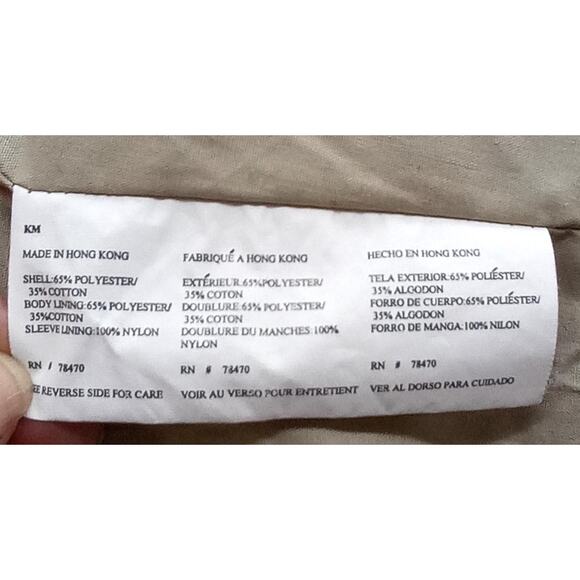 KM
MADE IN HONG KONG
SHELL:65% POLYESTER/
35% COTTON
BODY LINING:65% POLYESTER/
35%COTTON
SLEEVE LINING:100% NYLON
RN / 78470
REVERSE SIDE FOR CARE
FABRIQUÉ A HONG KONG
EXTÉRIEUR:65%POLYESTER/
35% COTON
DOUBLURE:65% POLYESTER/
35% COTON
DOUBLURE DU MANCHES:100%
NYLON
RN # 78470
VOIR AU VERSO POUR ENTRETIENT
HECHO EN HONG KONG
TELA EXTERIOR:65% POLIÉSTER/
35% ALGODON
FORRO DE CUERPO:65% POLIÉSTER/
35% ALGODON
FORRO DE MANGA:100% NILON
RN # 78470
VER AL DORSO PARA CUIDADO